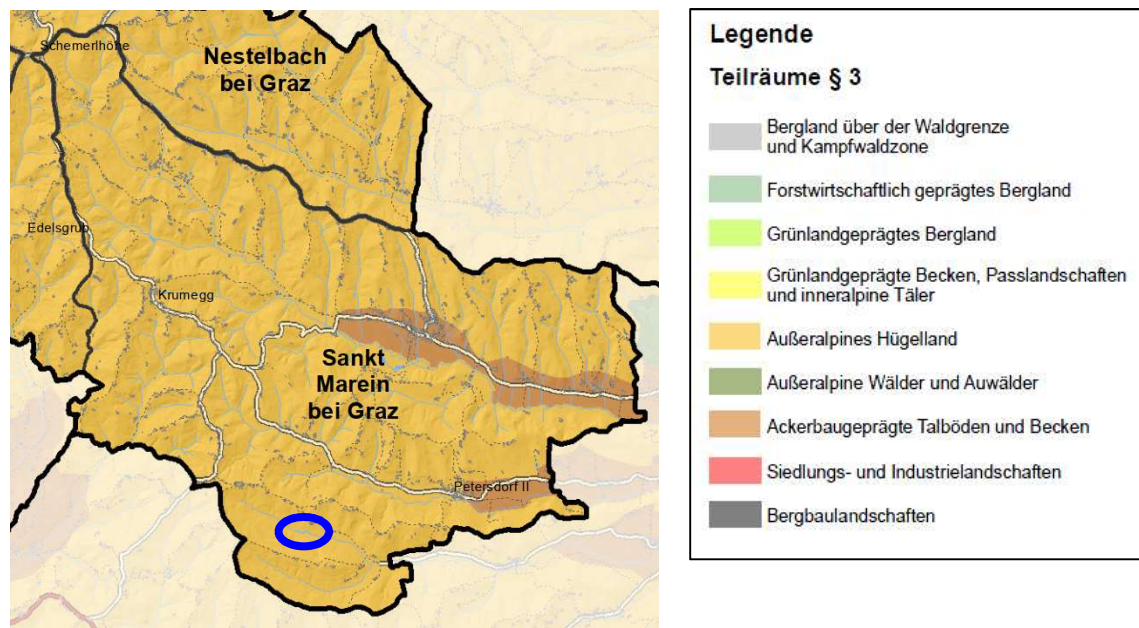 Schemerlhöhe
Nestelbach
bei Graz
Edelsgrub
Krumegg
Sankt
Marein
bei Graz
Petersdorf II
Legende
Teilräume § 3
Bergland über der Waldgrenze
und Kampfwaldzone
Forstwirtschaftlich geprägtes Bergland
Grünlandgeprägtes Bergland
Grünlandgeprägte Becken, Passlandschaften
und inneralpine Täler
Außeralpines Hügelland
Außeralpine Wälder und Auwälder
Ackerbaugeprägte Talböden und Becken
Siedlungs- und Industrielandschaften
Bergbaulandschaften